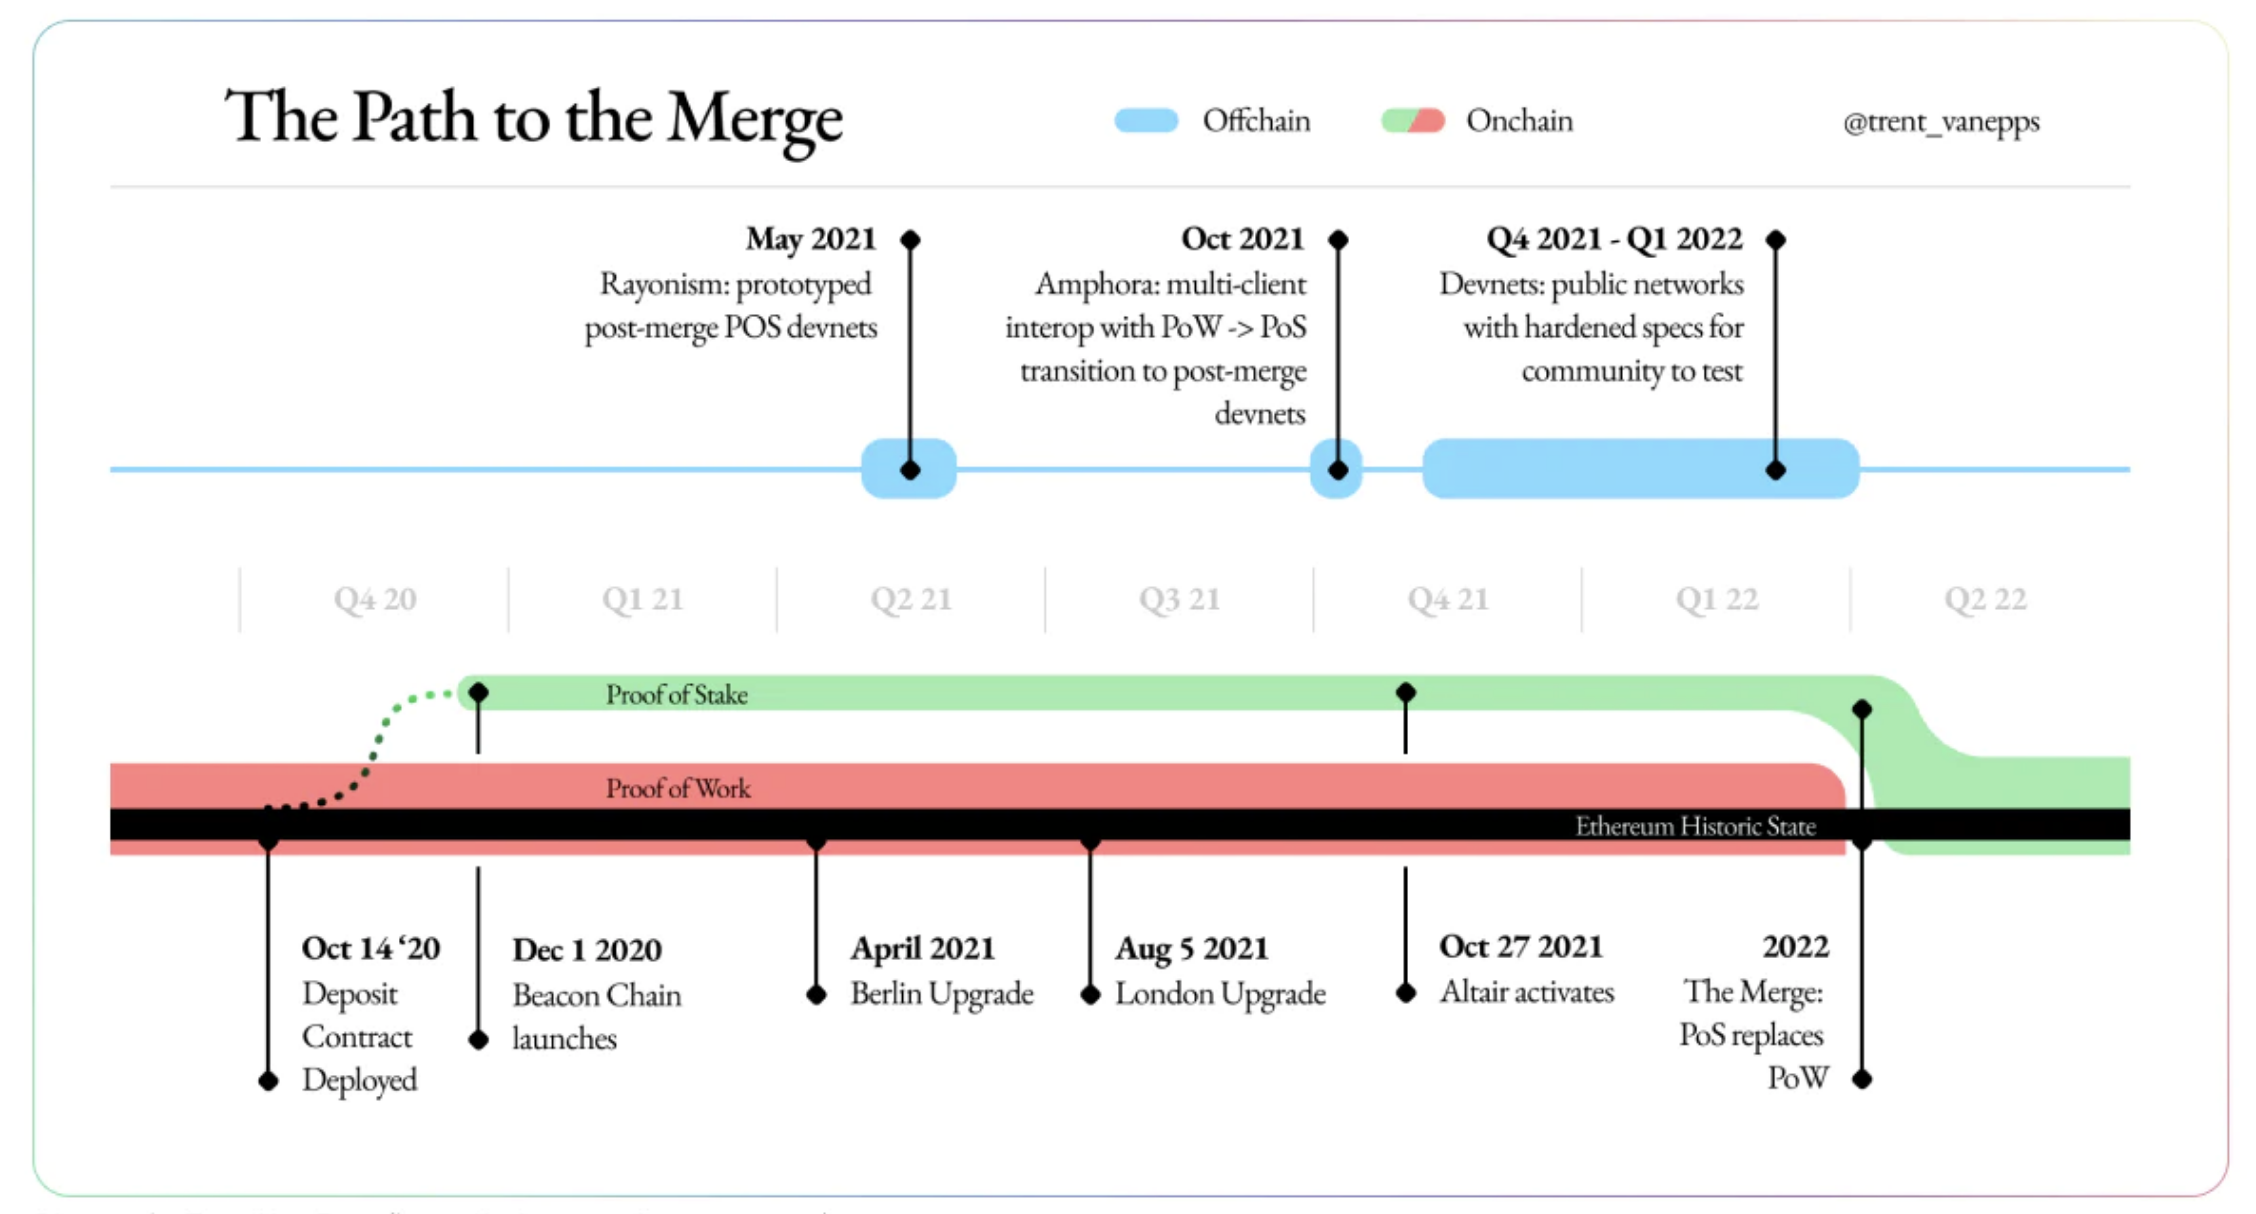 The Path to the Merge
Offchain
Onchain
@trent_vanepps
May 2021
Rayonism: prototyped
post-merge POS devnets
Oct 2021
Amphora: multi-client
interop with PoW -> PoS
transition to post-merge
devnets
Q4 2021 - Q1 2022
Devnets: public networks
with hardened specs for
community to test
Q4 20
Q1 21
Q2 21
Q3 21
Q4 21
Q1 22
Q2 22
Proof of Stake
Proof of Work
Ethereum Historic State
Oct 14 ‘20
Deposit
Contract
Deployed
Dec 1 2020
Beacon Chain
launches
April 2021
Berlin Upgrade
Aug 5 2021
London Upgrade
Oct 27 2021
Altair activates
2022
The Merge:
PoS replaces
PoW